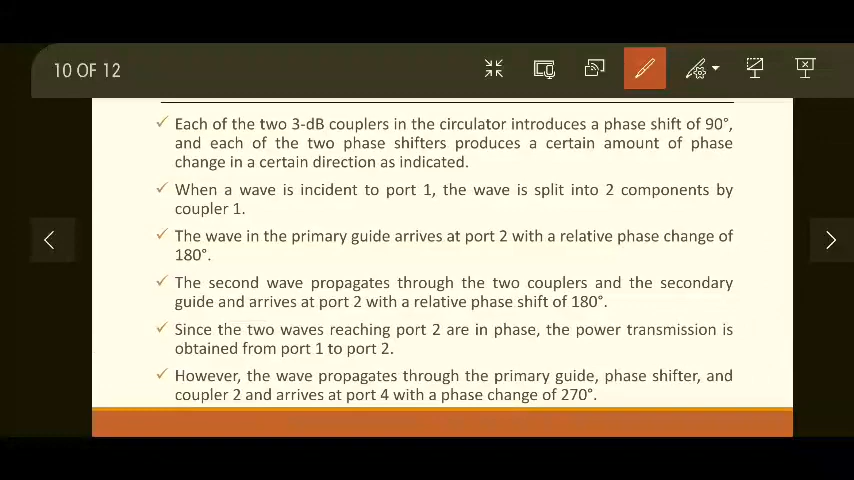 10 OF 12
Each of the two 3-dB couplers in the circulator introduces a phase shift of 90°,
and each of the two phase shifters produces a certain amount of phase
change in a certain direction as indicated.
When a wave is incident to port 1, the wave is split into 2 components by
coupler 1.
The wave in the primary guide arrives at port 2 with a relative phase change of
180°.
The second wave propagates through the two couplers and the secondary
guide and arrives at port 2 with a relative phase shift of 180°.
Since the two waves reaching port 2 are in phase, the power transmission is
obtained from port 1 to port 2.
However, the wave propagates through the primary guide, phase shifter, and
coupler 2 and arrives at port 4 with a phase change of 270°.